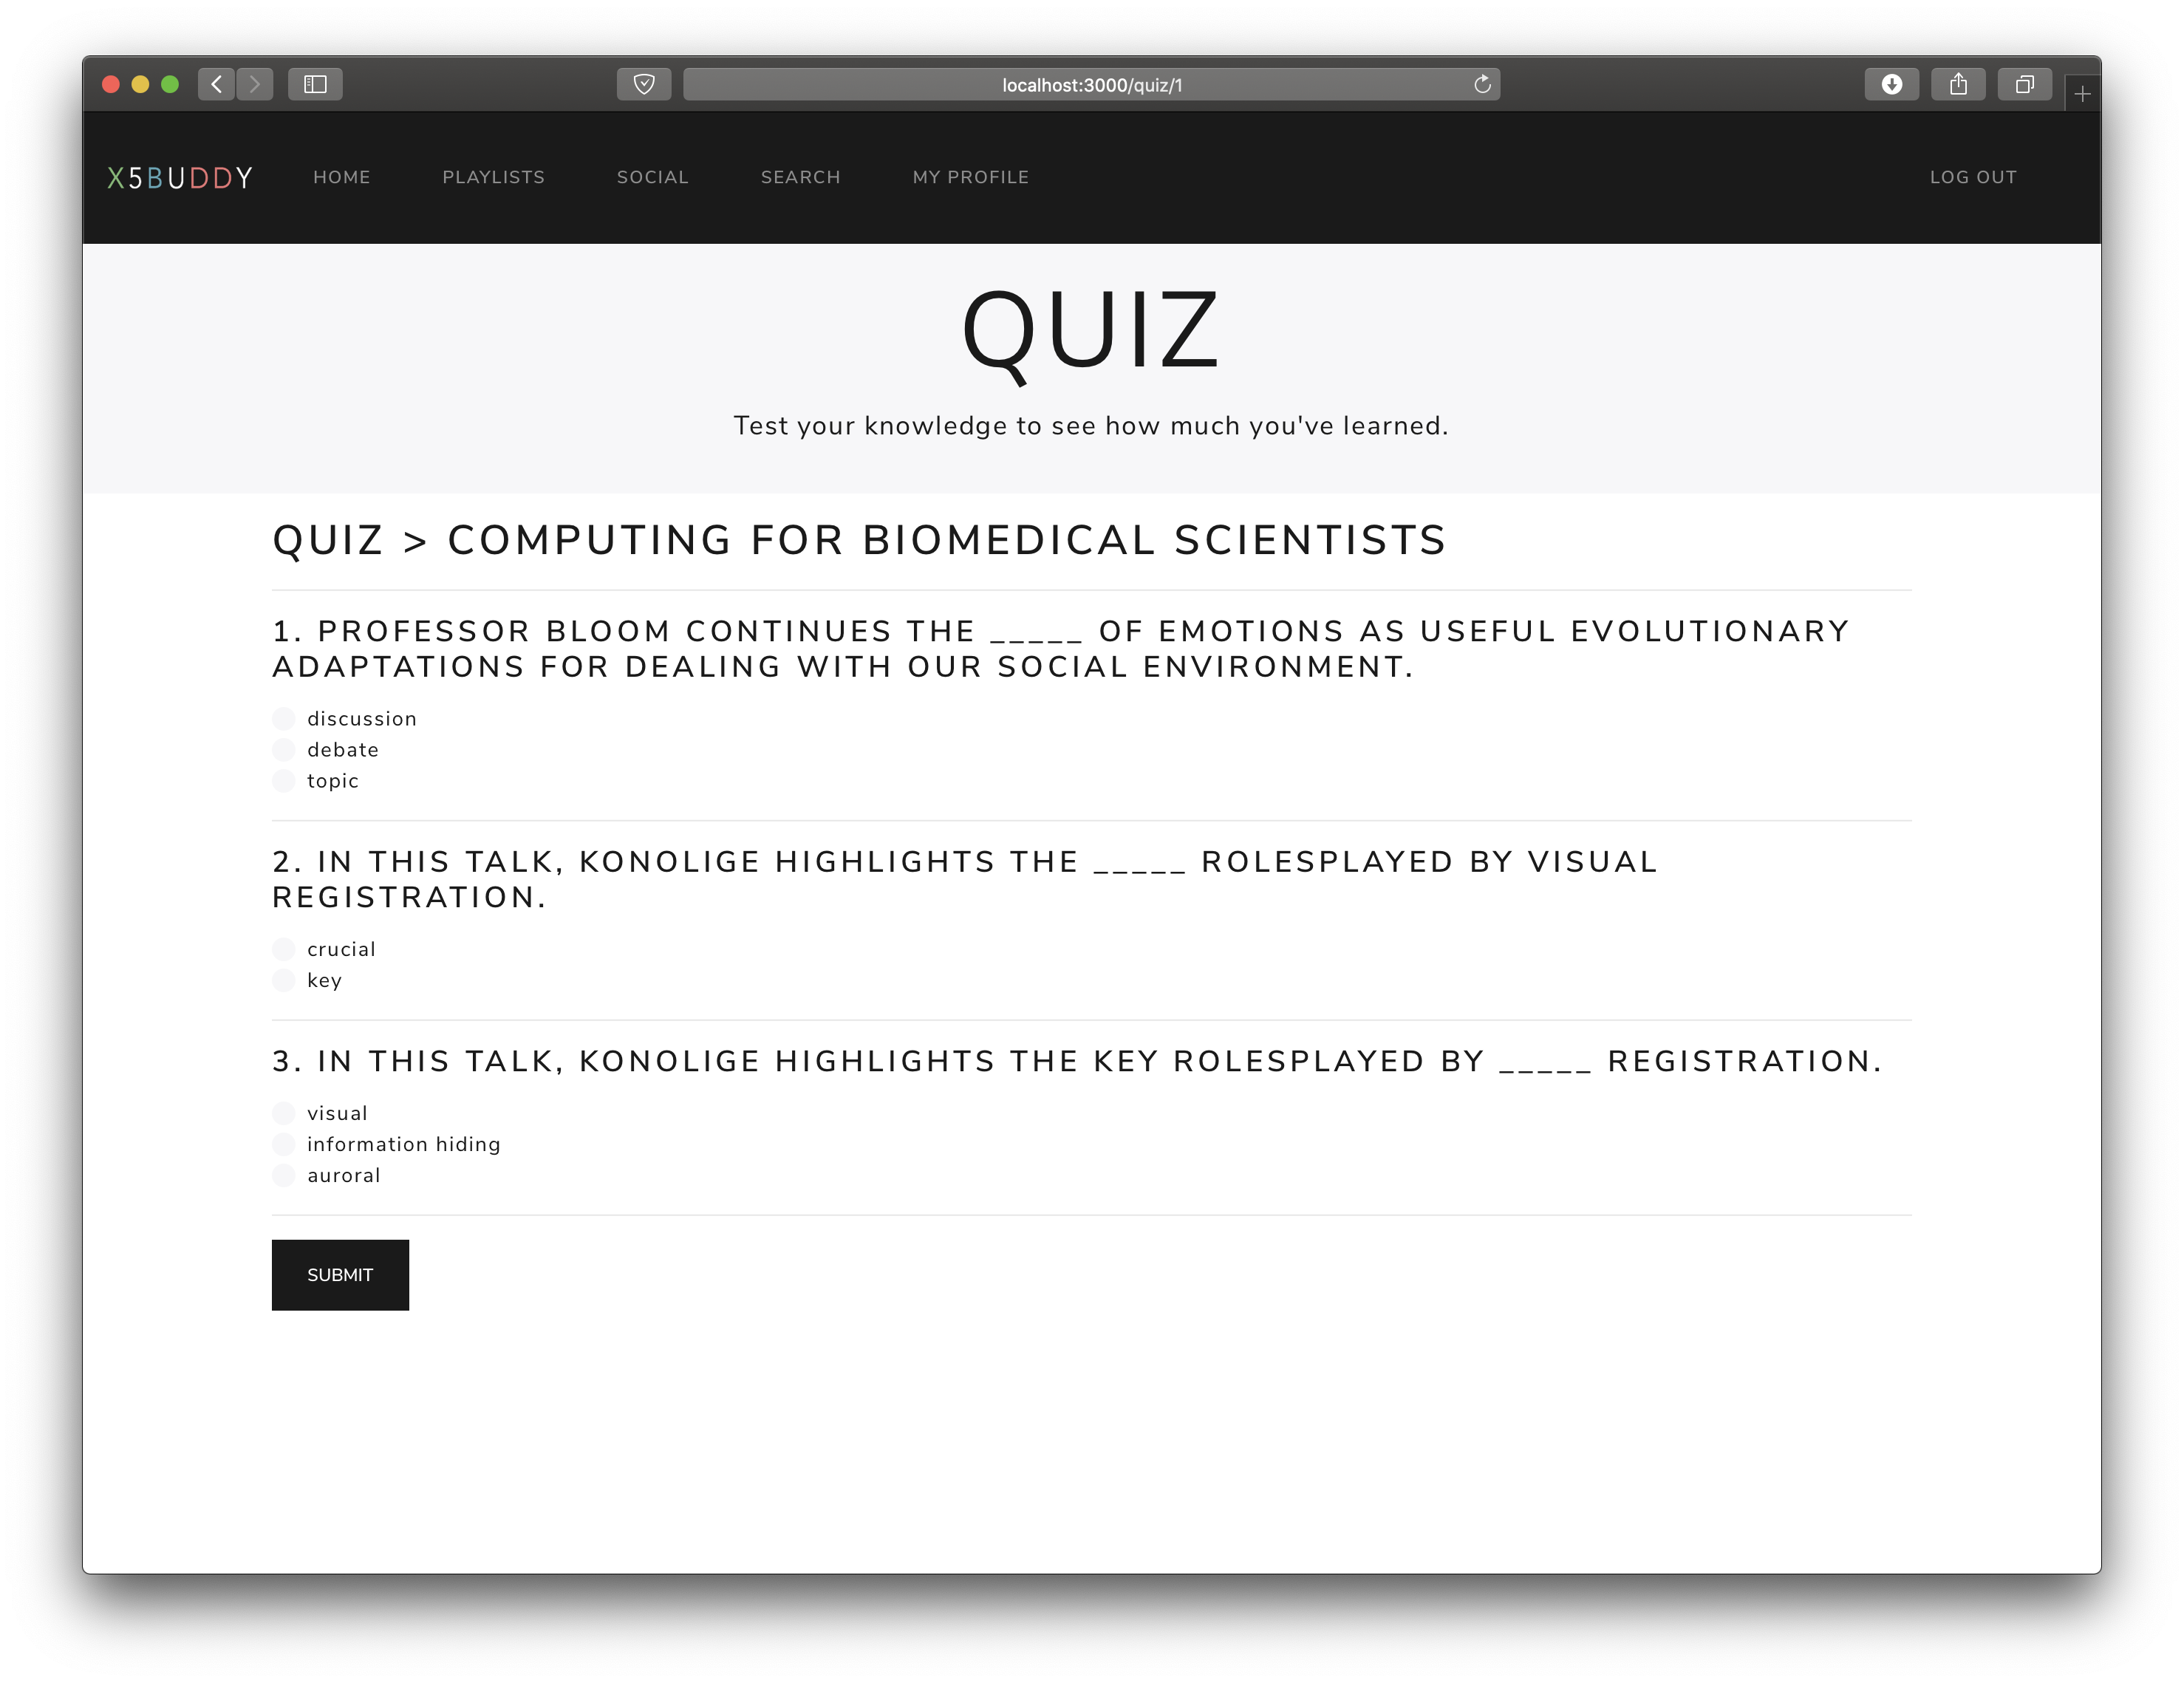 localhost:3000/quiz/1
X5BUDDY HOME PLAYLISTS SOCIAL SEARCH MY PROFILE LOG OUT
QUIZ
Test your knowledge to see how much you've learned.
QUIZ > COMPUTING FOR BIOMEDICAL SCIENTISTS
1. PROFESSOR BLOOM CONTINUES THE _____ OF EMOTIONS AS USEFUL EVOLUTIONARY
ADAPTATIONS FOR DEALING WITH OUR SOCIAL ENVIRONMENT.
discussion
debate
topic
2. IN THIS TALK, KONOLIGE HIGHLIGHTS THE _____ ROLESPLAYED BY VISUAL
REGISTRATION.
crucial
key
3. IN THIS TALK, KONOLIGE HIGHLIGHTS THE KEY ROLESPLAYED BY _____ REGISTRATION.
visual
information hiding
auroral
SUBMIT